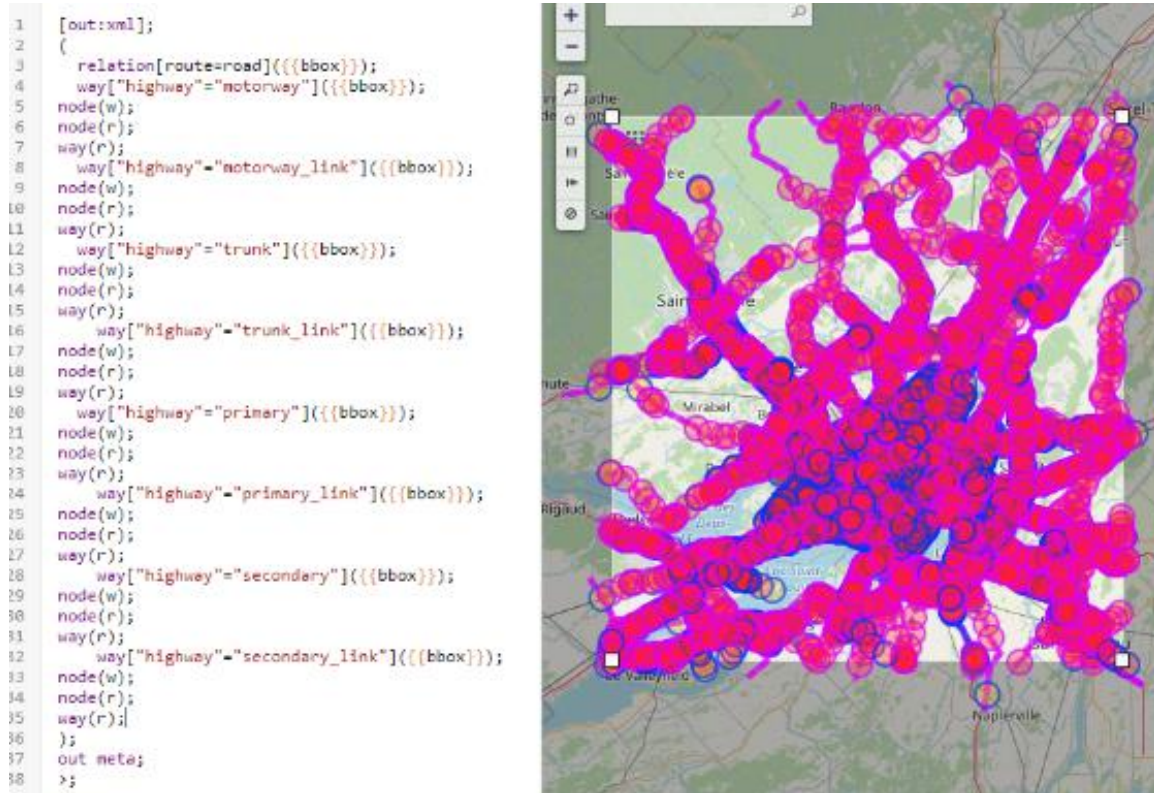 1 [out:xml];
2 (
3 relation[route=road]({{bbox}});
4 way["highway"="motorway"]({{bbox}});
5 node(w);
6 node(r);
7 way(r);
8 way["highway"="motorway_link"]({{bbox}});
9 node(w);
10 node(r);
11 way(r);
12 way["highway"="trunk"]({{bbox}});
13 node(w);
14 node(r);
15 way(r);
16 way["highway"="trunk_link"]({{bbox}});
17 node(w);
18 node(r);
19 way(r);
20 way["highway"="primary"]({{bbox}});
21 node(w);
22 node(r);
23 way(r);
24 way["highway"="primary_link"]({{bbox}});
25 node(w);
26 node(r);
27 way(r);
28 way["highway"="secondary"]({{bbox}});
29 node(w);
30 node(r);
31 way(r);
32 way["highway"="secondary_link"]({{bbox}});
33 node(w);
34 node(r);
35 way(r);
36 );
37 out meta;
38 >;
Mirabel
Rigaud
Napierville